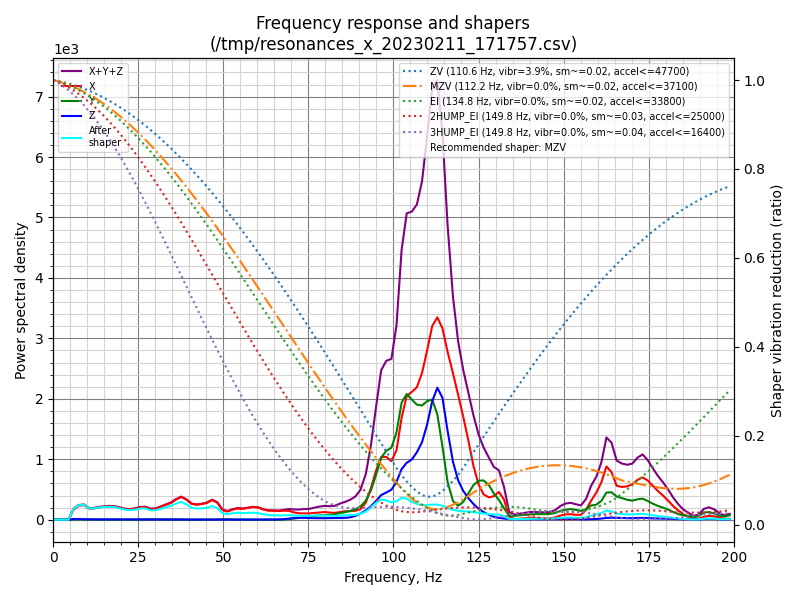 Frequency response and shapers
(/tmp/resonances_x_20230211_171757.csv)
1e3
X+Y+Z
X
Y
Z
After
shaper
ZV (110.6 Hz, vibr=3.9%, sm~=0.02, accel<=47700)
MZV (112.2 Hz, vibr=0.0%, sm~=0.02, accel<=37100)
EI (134.8 Hz, vibr=0.0%, sm~=0.02, accel<=33800)
2HUMP_EI (149.8 Hz, vibr=0.0%, sm~=0.03, accel<=25000)
3HUMP_EI (149.8 Hz, vibr=0.0%, sm~=0.04, accel<=16400)
Recommended shaper: MZV
7
6
5
4
3
2
1
0
Power spectral density
1.0
0.8
0.6
0.4
0.2
0.0
Shaper vibration reduction (ratio)
0 25 50 75 100 125 150 175 200
Frequency, Hz